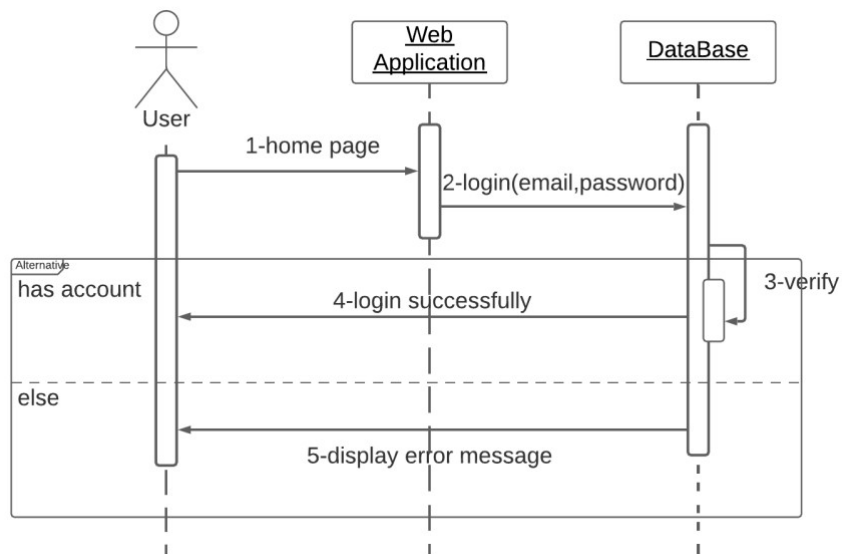 Web
Application
DataBase
User
1-home page
2-login(email,password)
Alternative
has account
3-verify
4-login successfully
else
5-display error message